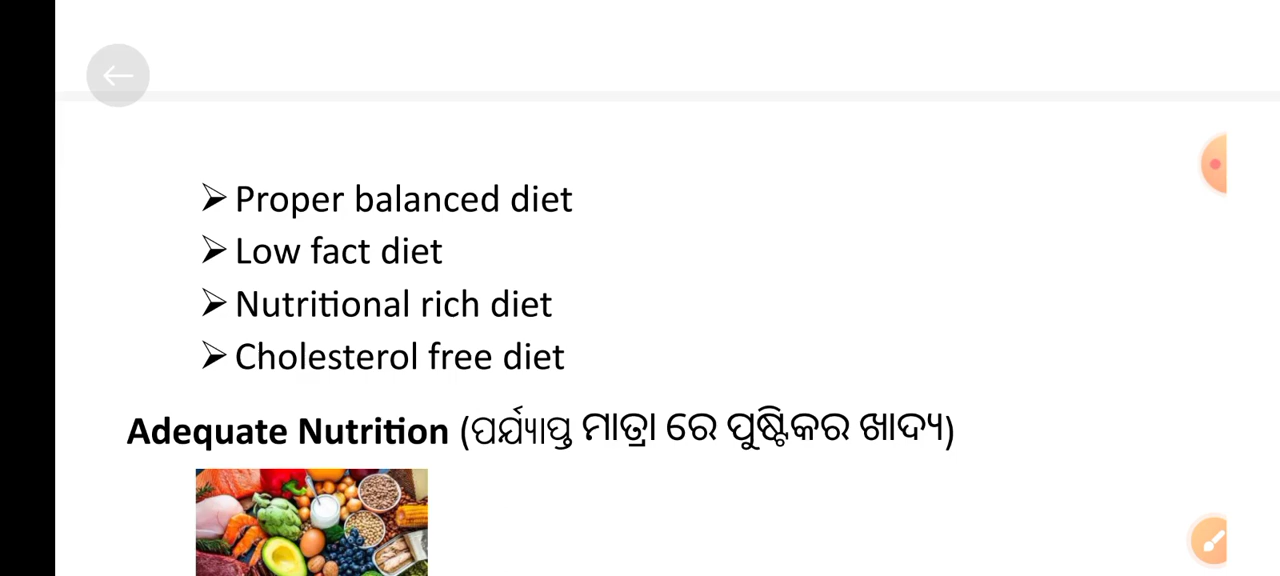 ➢ Proper balanced diet
➢ Low fact diet
➢ Nutritional rich diet
➢ Cholesterol free diet
Adequate Nutrition (ପର୍ଯ୍ୟାପ୍ତ ମାତ୍ରା ରେ ପୁଷ୍ଟିକର ଖାଦ୍ୟ)